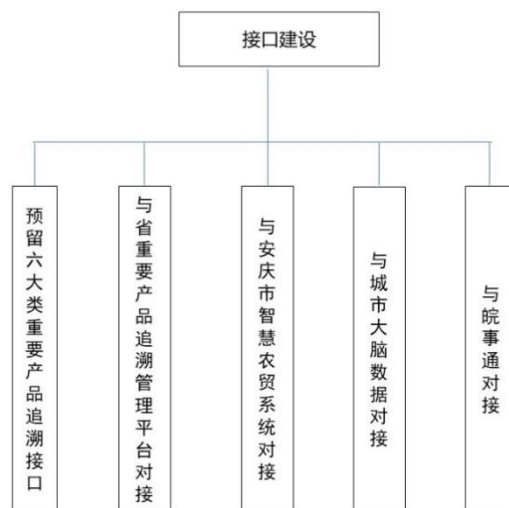 接口建设
预留六大类重要产品追溯接口
与省重要产品追溯管理平台对接
与安庆市智慧农贸系统对接
与城市大脑数据对接
与皖事通对接